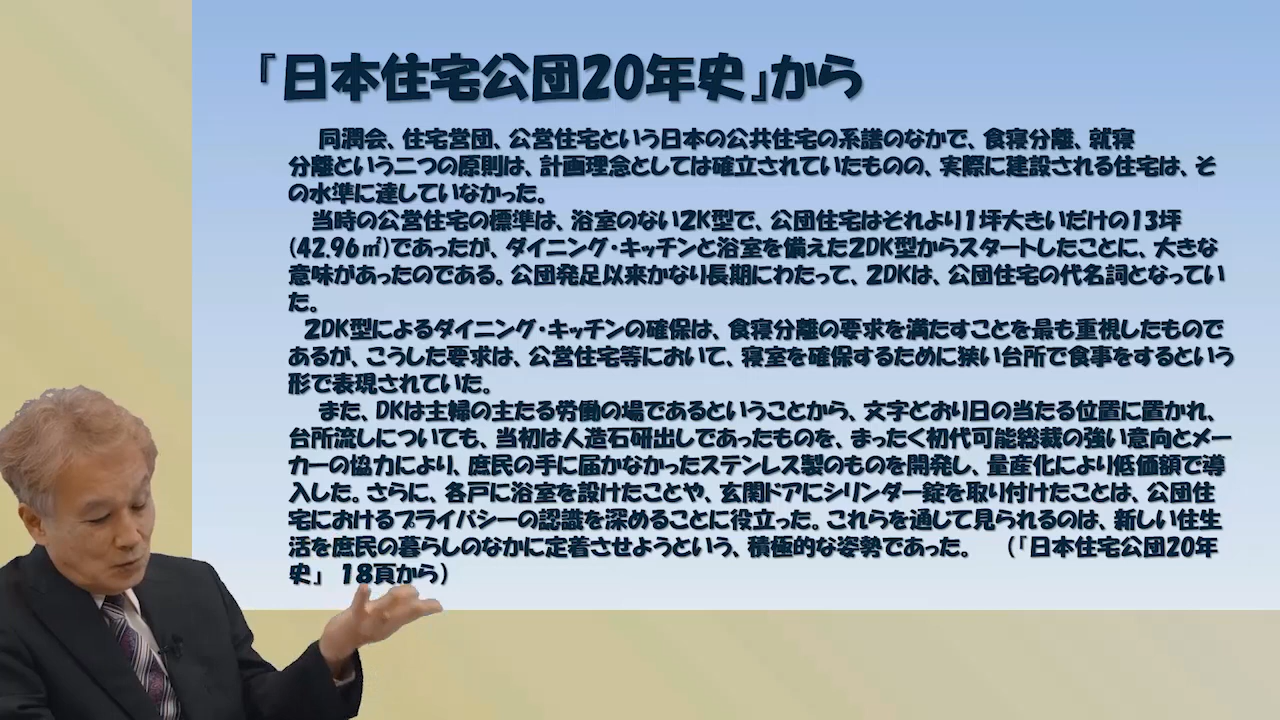 『日本住宅公団20年史』から
同潤会、住宅営団、公営住宅という日本の公共住宅の系譜のなかで、食寝分離、就寝
分離という二つの原則は、計画理念としては確立されていたものの、実際に建設される住宅は、そ
の水準に達していなかった。
当時の公営住宅の標準は、浴室のない２K型で、公団住宅はそれより１坪大きいだけの１３坪
(42.96㎡)であったが、ダイニング・キッチンと浴室を備えた２DK型からスタートしたことに、大きな
意味があったのである。公団発足以来かなり長期にわたって、２DKは、公団住宅の代名詞となってい
た。
２DK型によるダイニング・キッチンの確保は、食寝分離の要求を満たすことを最も重視したもので
あるが、こうした要求は、公営住宅等において、寝室を確保するために狭い台所で食事をするという
形で表現されていた。
また、DKは主婦の主たる労働の場であるということから、文字どおり日の当たる位置に置かれ、
台所流しについても、当初は人造石研出しであったものを、まったく初代可能総裁の強い意向とメー
カーの協力により、庶民の手に届かなかったステンレス製のものを開発し、量産化により低価額で導
入した。さらに、各戸に浴室を設けたことや、玄関ドアにシリンダー錠を取り付けたことは、公団住
宅におけるプライバシーの認識を深めることに役立った。これらを通して見られるのは、新しい住生
活を庶民の暮らしのなかに定着させようという、積極的な姿勢であった。 （「日本住宅公団20年
史」 １８頁から）